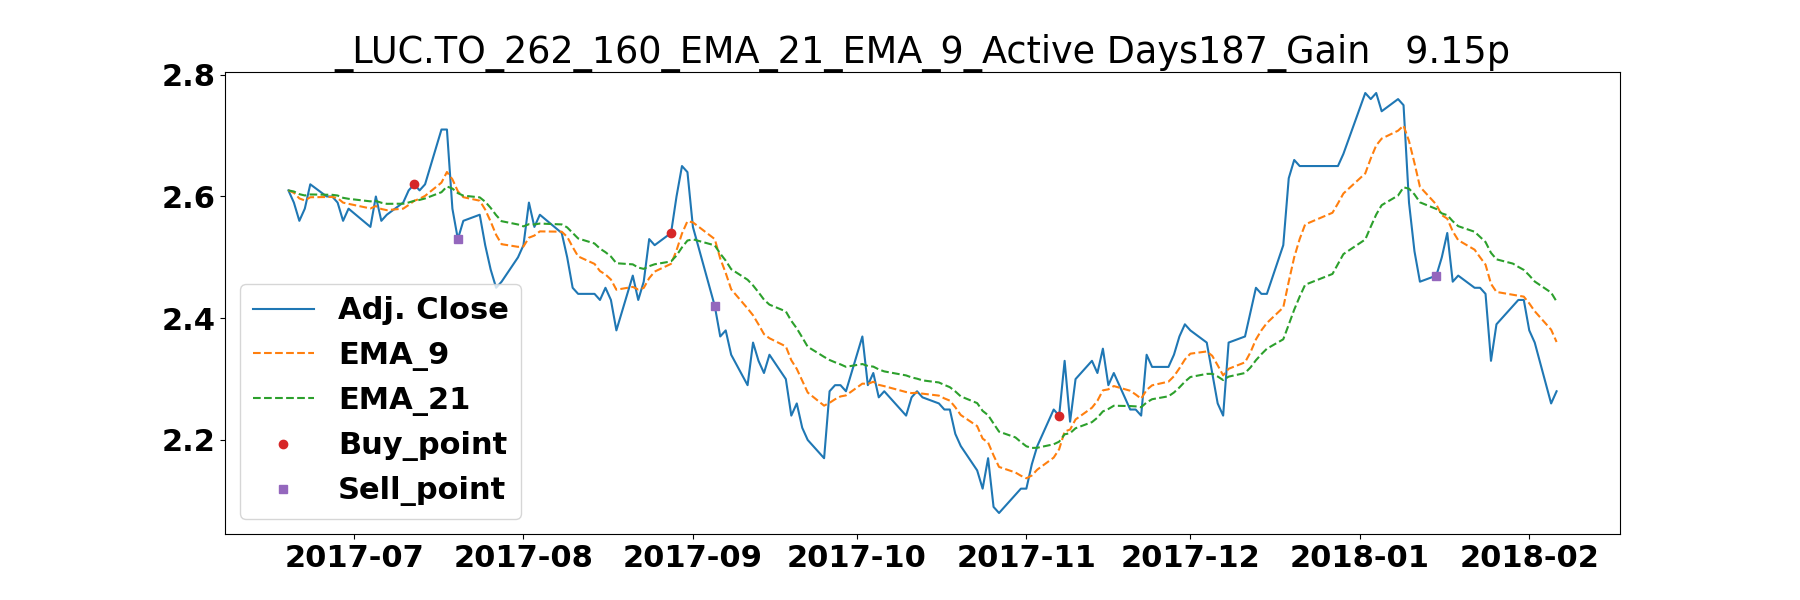 _LUC.TO_262_160_EMA_21_EMA_9_Active Days187_Gain   9.15p
2.8
2.6
2.4
2.2
Adj. Close
EMA_9
EMA_21
Buy_point
Sell_point
2017-07 2017-08 2017-09 2017-10 2017-11 2017-12 2018-01 2018-02